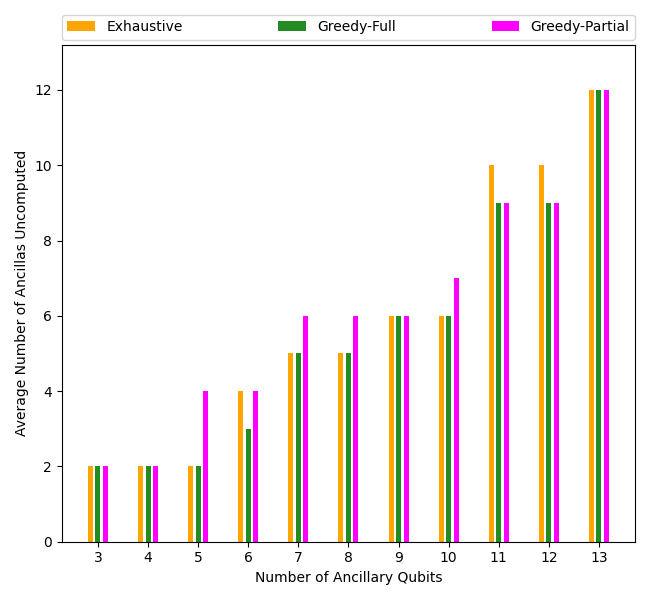 Exhaustive Greedy-Full Greedy-Partial
Average Number of Ancillas Uncomputed
12
10
8
6
4
2
0
3 4 5 6 7 8 9 10 11 12 13
Number of Ancillary Qubits